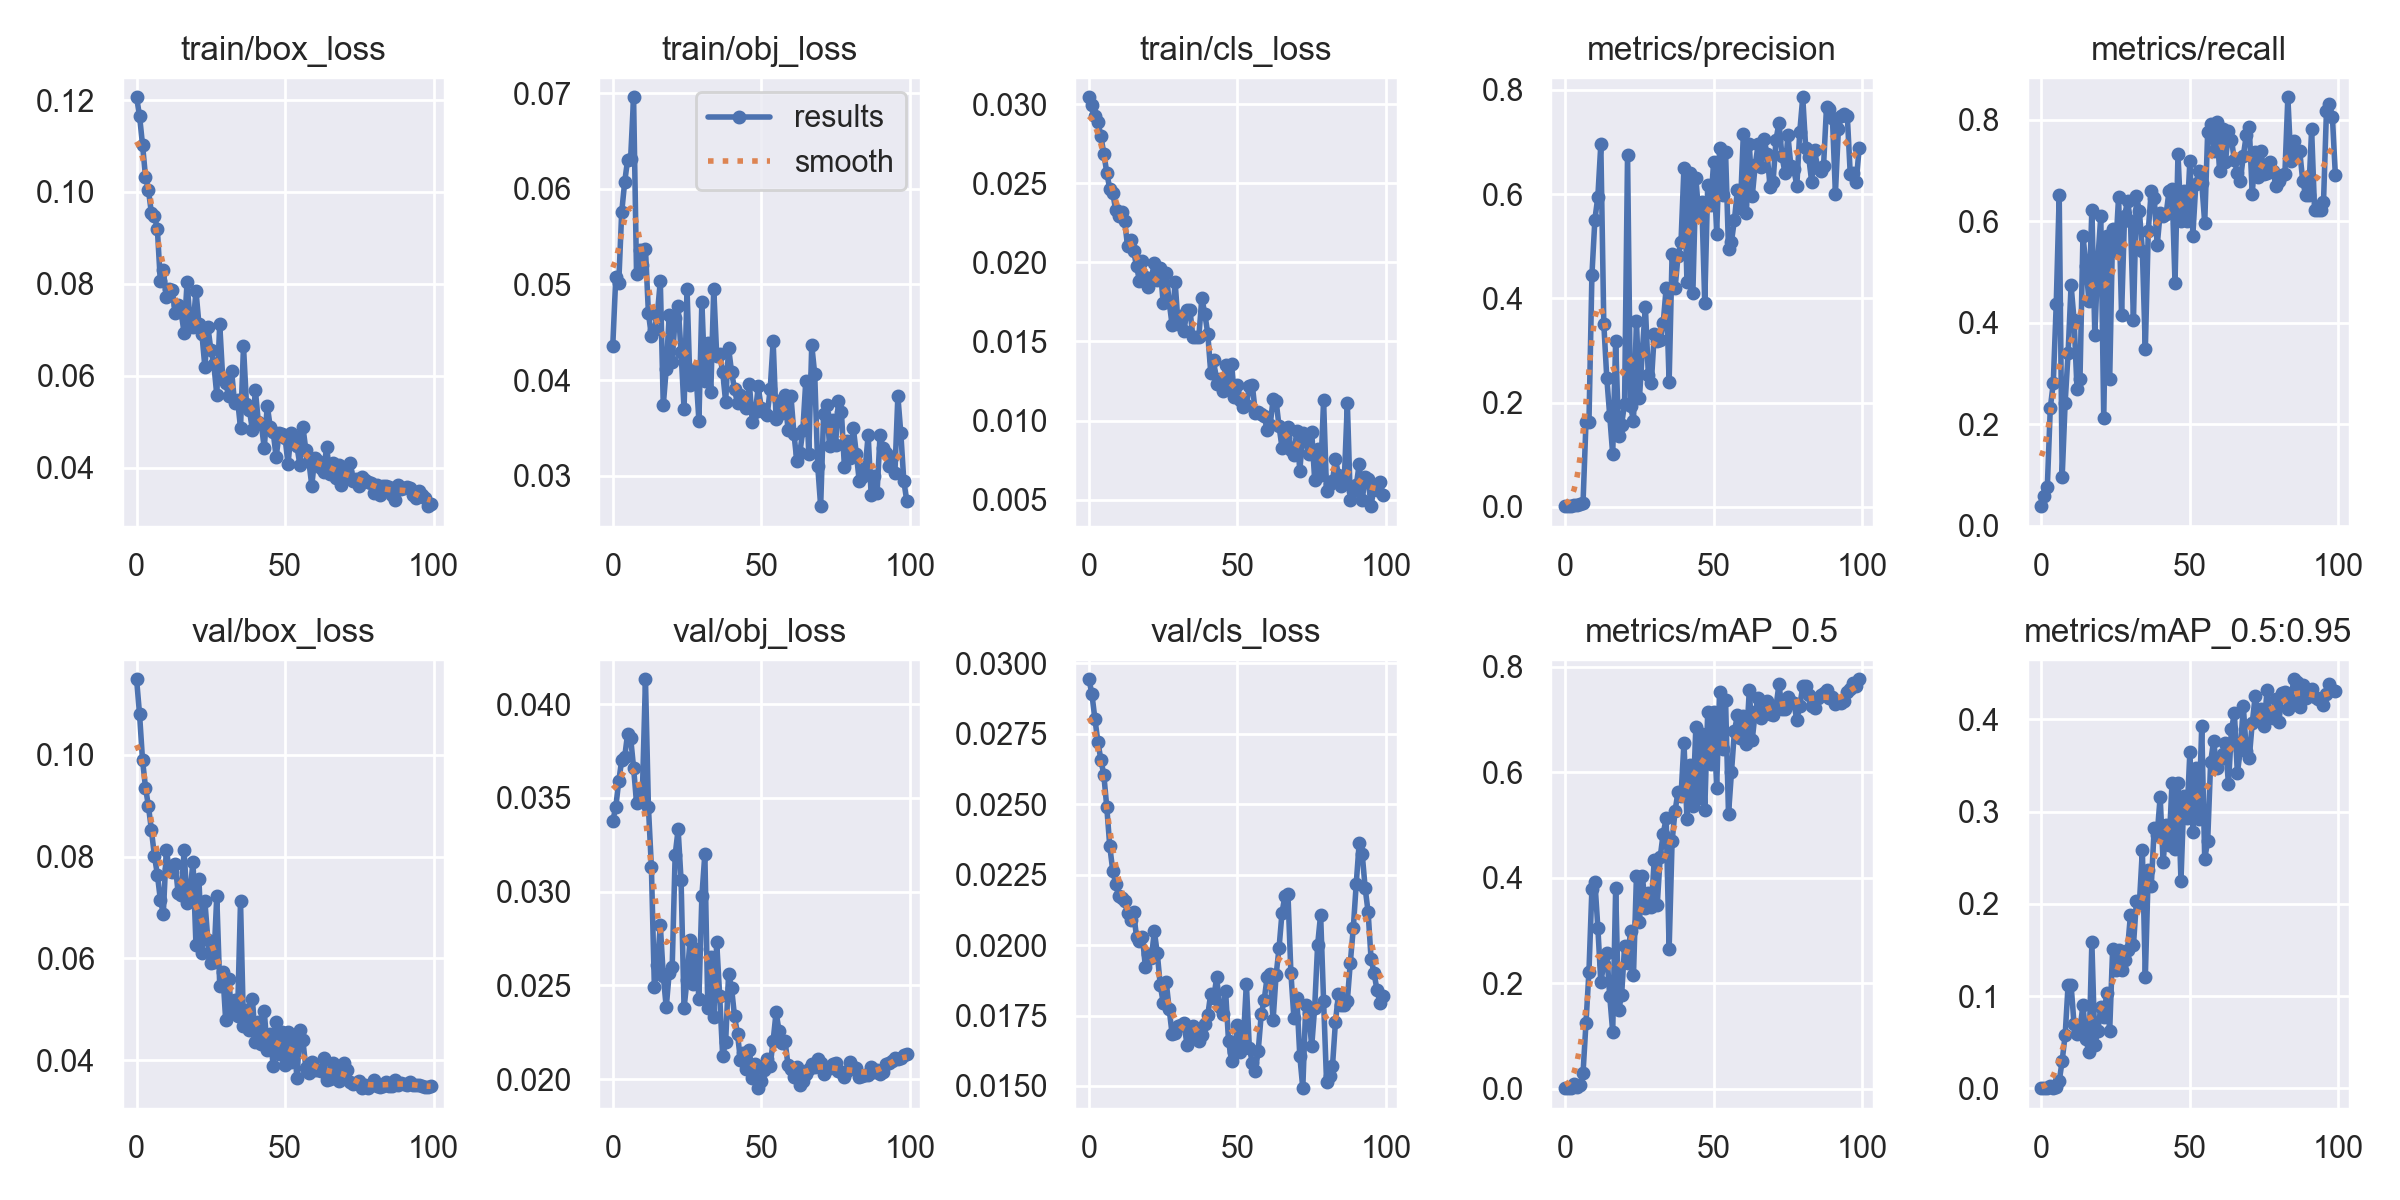 train/box_loss
0.12
0.10
0.08
0.06
0.04
0 50 100
train/obj_loss
results
smooth
0.07
0.06
0.05
0.04
0.03
0 50 100
train/cls_loss
0.030
0.025
0.020
0.015
0.010
0.005
0 50 100
metrics/precision
0.8
0.6
0.4
0.2
0.0
0 50 100
metrics/recall
0.8
0.6
0.4
0.2
0.0
0 50 100
val/box_loss
0.10
0.08
0.06
0.04
0 50 100
val/obj_loss
0.040
0.035
0.030
0.025
0.020
0 50 100
val/cls_loss
0.0300
0.0275
0.0250
0.0225
0.0200
0.0175
0.0150
0 50 100
metrics/mAP_0.5
0.8
0.6
0.4
0.2
0.0
0 50 100
metrics/mAP_0.5:0.95
0.4
0.3
0.2
0.1
0.0
0 50 100